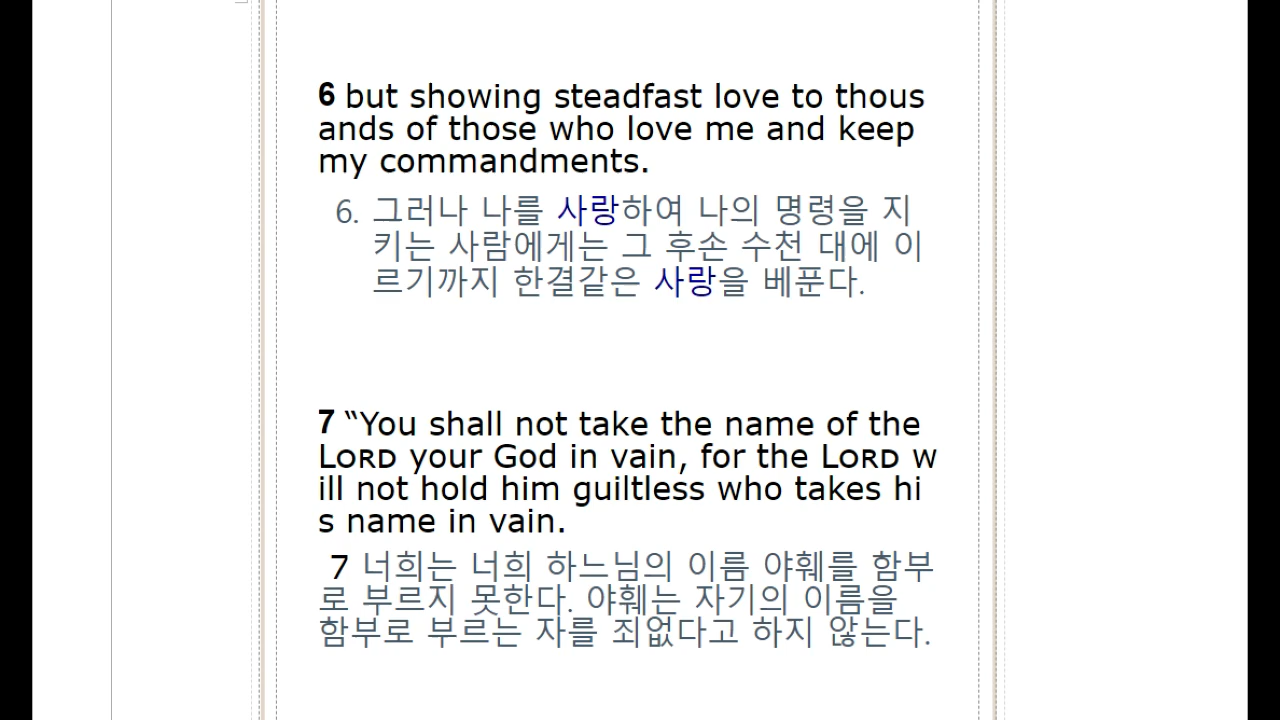 6 but showing steadfast love to thous
ands of those who love me and keep
my commandments.
6. 그러나 나를 사랑하여 나의 명령을 지
키는 사람에게는 그 후손 수천 대에 이
르기까지 한결같은 사랑을 베푼다.
7 “You shall not take the name of the
LORD your God in vain, for the LORD w
ill not hold him guiltless who takes hi
s name in vain.
7 너희는 너희 하느님의 이름 야훼를 함부
로 부르지 못한다. 야훼는 자기의 이름을
함부로 부르는 자를 죄없다고 하지 않는다.